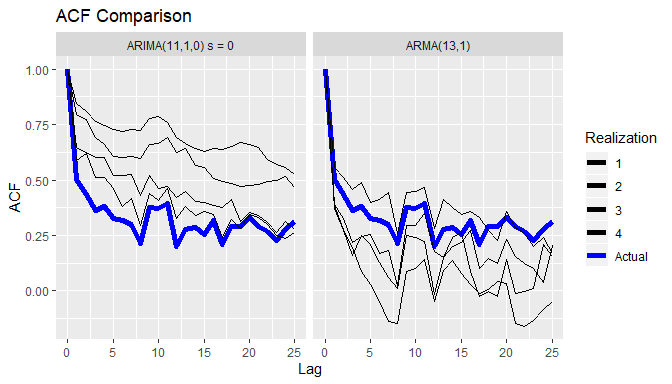 ACF Comparison
ARIMA(11,1,0) s = 0
ARMA(13,1)
1.00
0.75
0.50
0.25
0.00
ACF
0 5 10 15 20 25
0 5 10 15 20 25
Lag
Realization
1
2
3
4
Actual